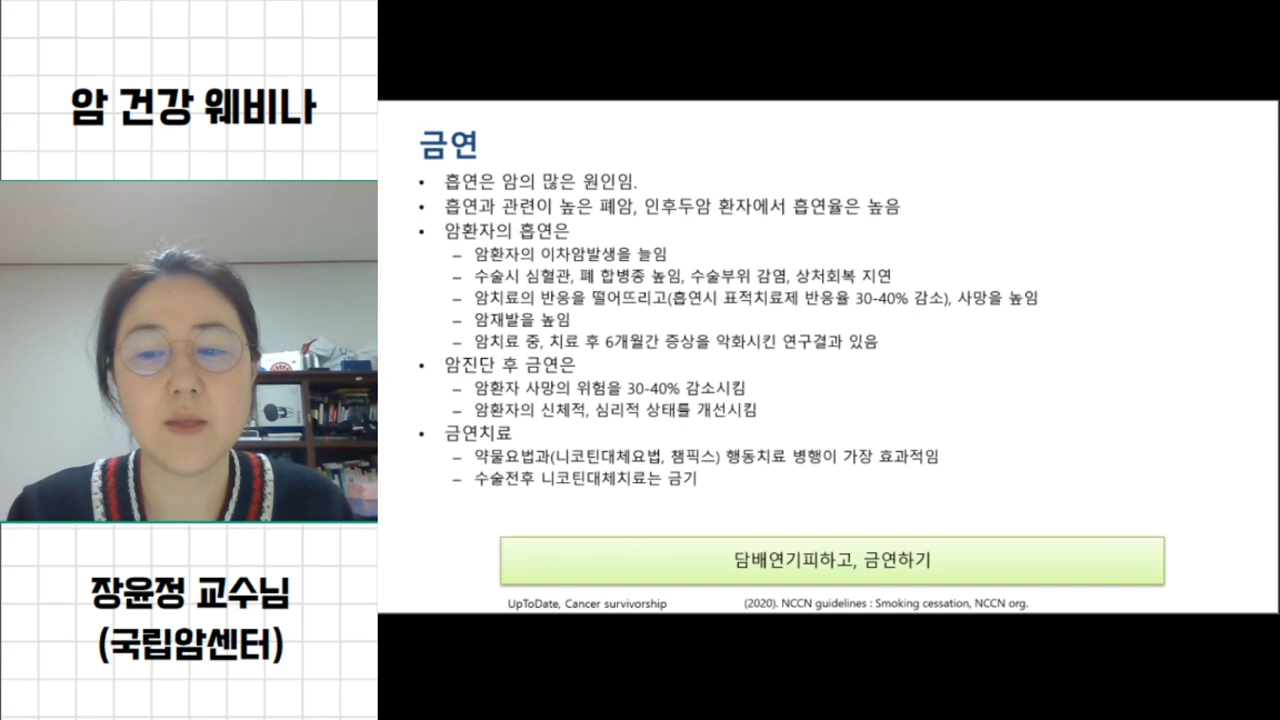 암 건강 웨비나
금연
• 흡연은 암의 많은 원인임.
• 흡연과 관련이 높은 폐암, 인후두암 환자에서 흡연율은 높음
• 암환자의 흡연은
– 암환자의 이차암발생을 늘임
– 수술시 심혈관, 폐 합병증 높임, 수술부위 감염, 상처회복 지연
– 암치료의 반응을 떨어뜨리고(흡연시 표적치료제 반응율 30-40% 감소), 사망을 높임
– 암재발을 높임
– 암치료 중, 치료 후 6개월간 증상을 악화시킨 연구결과 있음
• 암진단 후 금연은
– 암환자 사망의 위험을 30-40% 감소시킴
– 암환자의 신체적, 심리적 상태를 개선시킴
• 금연치료
– 약물요법과(니코틴대체요법, 챔픽스) 행동치료 병행이 가장 효과적임
– 수술전후 니코틴대체치료는 금기
담배연기피하고, 금연하기
UpToDate, Cancer survivorship
(2020). NCCN guidelines : Smoking cessation, NCCN org.
장윤정 교수님
(국립암센터)